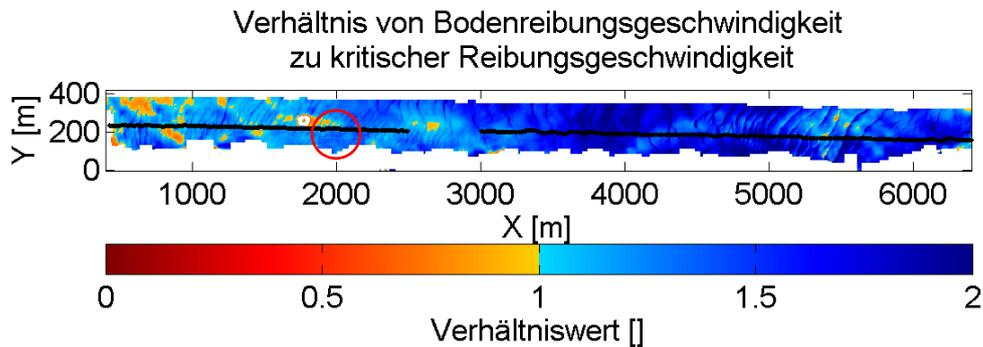 Verhältnis von Bodenreibungsgeschwindigkeit
zu kritischer Reibungsgeschwindigkeit
400
200
0
Y [m]
1000 2000 3000 4000 5000 6000
X [m]
0 0.5 1 1.5 2
Verhältniswert []